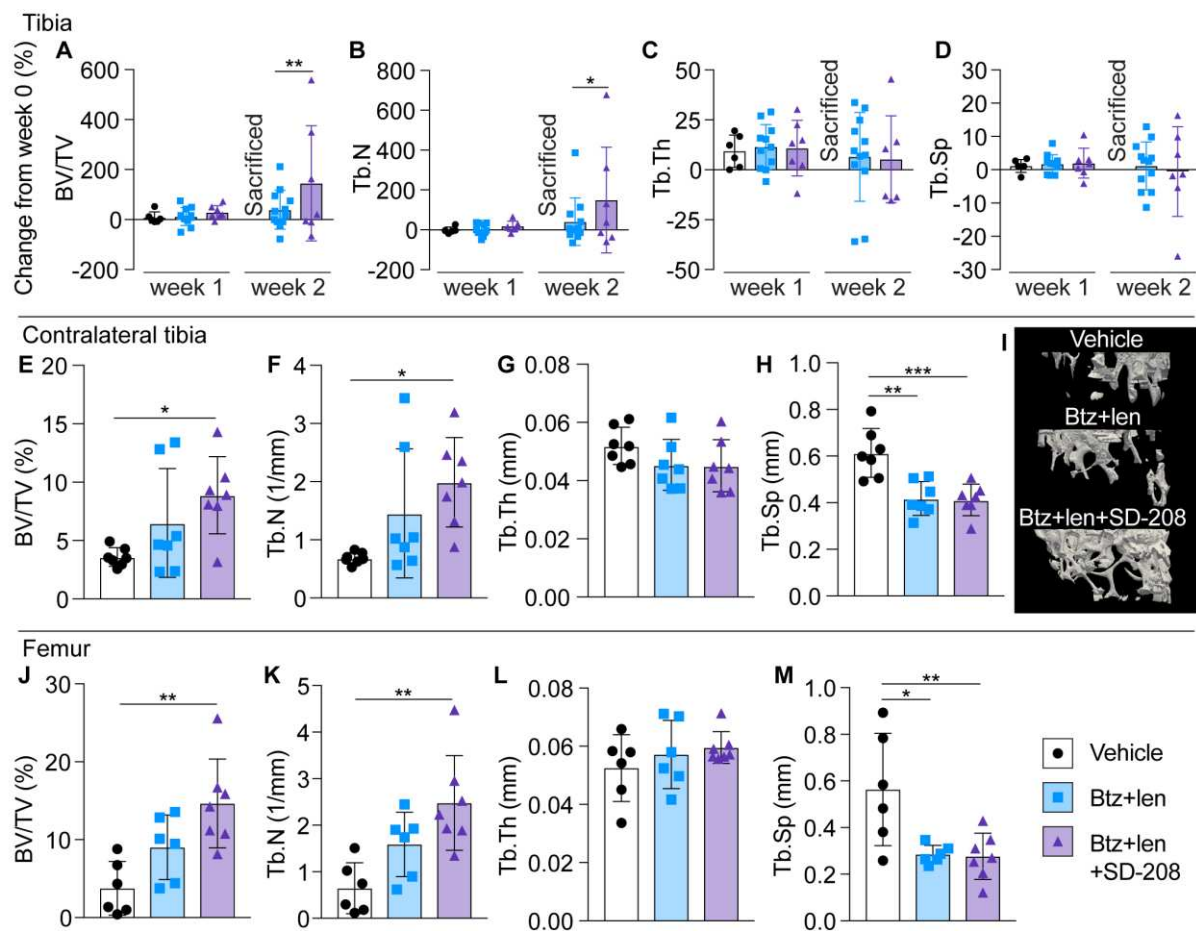 Tibia
A
B
C
D
Change from week 0 (%)
BV/TV
600
400
200
0
-200
Sacrificed
**
week 1
week 2
Tb.N
800
600
400
200
0
-200
Sacrificed
*
week 1
week 2
Tb.Th
50
25
0
-25
-50
Sacrificed
week 1
week 2
Tb.Sp
30
20
10
0
-10
-20
-30
Sacrificed
week 1
week 2
Contralateral tibia
E
BV/TV (%)
20
15
10
5
0
*
F
Tb.N (1/mm)
4
3
2
1
0
*
G
Tb.Th (mm)
0.08
0.06
0.04
0.02
0.00
H
Tb.Sp (mm)
1.0
0.8
0.6
0.4
0.2
0.0
***
**
I
Vehicle
Btz+len
Btz+len+SD-208
Femur
J
BV/TV (%)
30
20
10
0
**
K
Tb.N (1/mm)
5
4
3
2
1
0
**
L
Tb.Th (mm)
0.08
0.06
0.04
0.02
0.00
M
Tb.Sp (mm)
1.0
0.8
0.6
0.4
0.2
0.0
**
*
Vehicle
Btz+len
Btz+len
+SD-208